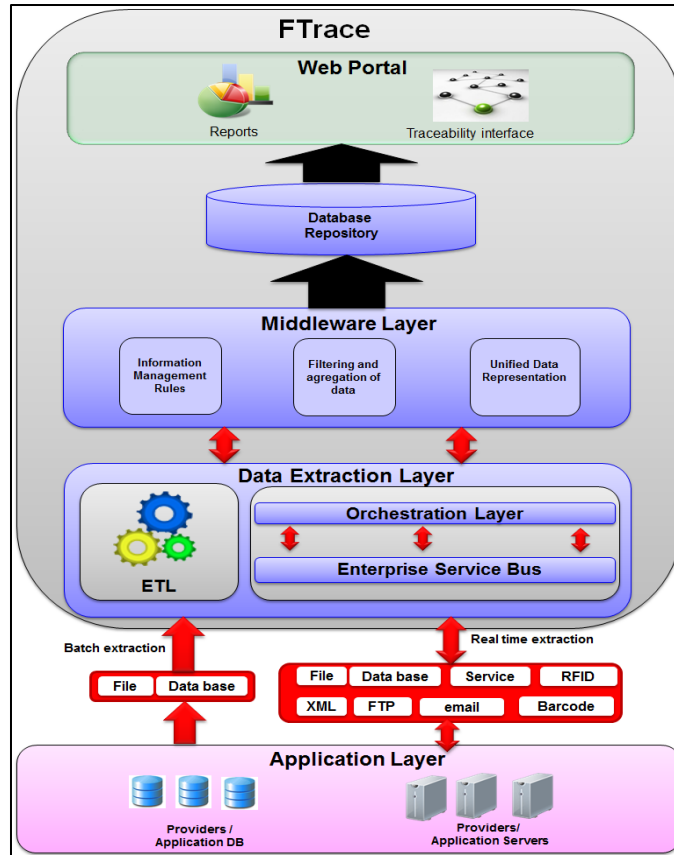 FTrace
Web Portal
Reports
Traceability interface
Database
Repository
Middleware Layer
Information
Management
Rules
Filtering and
agregation of
data
Unified Data
Representation
Data Extraction Layer
ETL
Orchestration Layer
Enterprise Service Bus
Batch extraction
Real time extraction
File
Data base
File
Data base
Service
RFID
XML
FTP
email
Barcode
Application Layer
Providers /
Application DB
Providers/
Application Servers